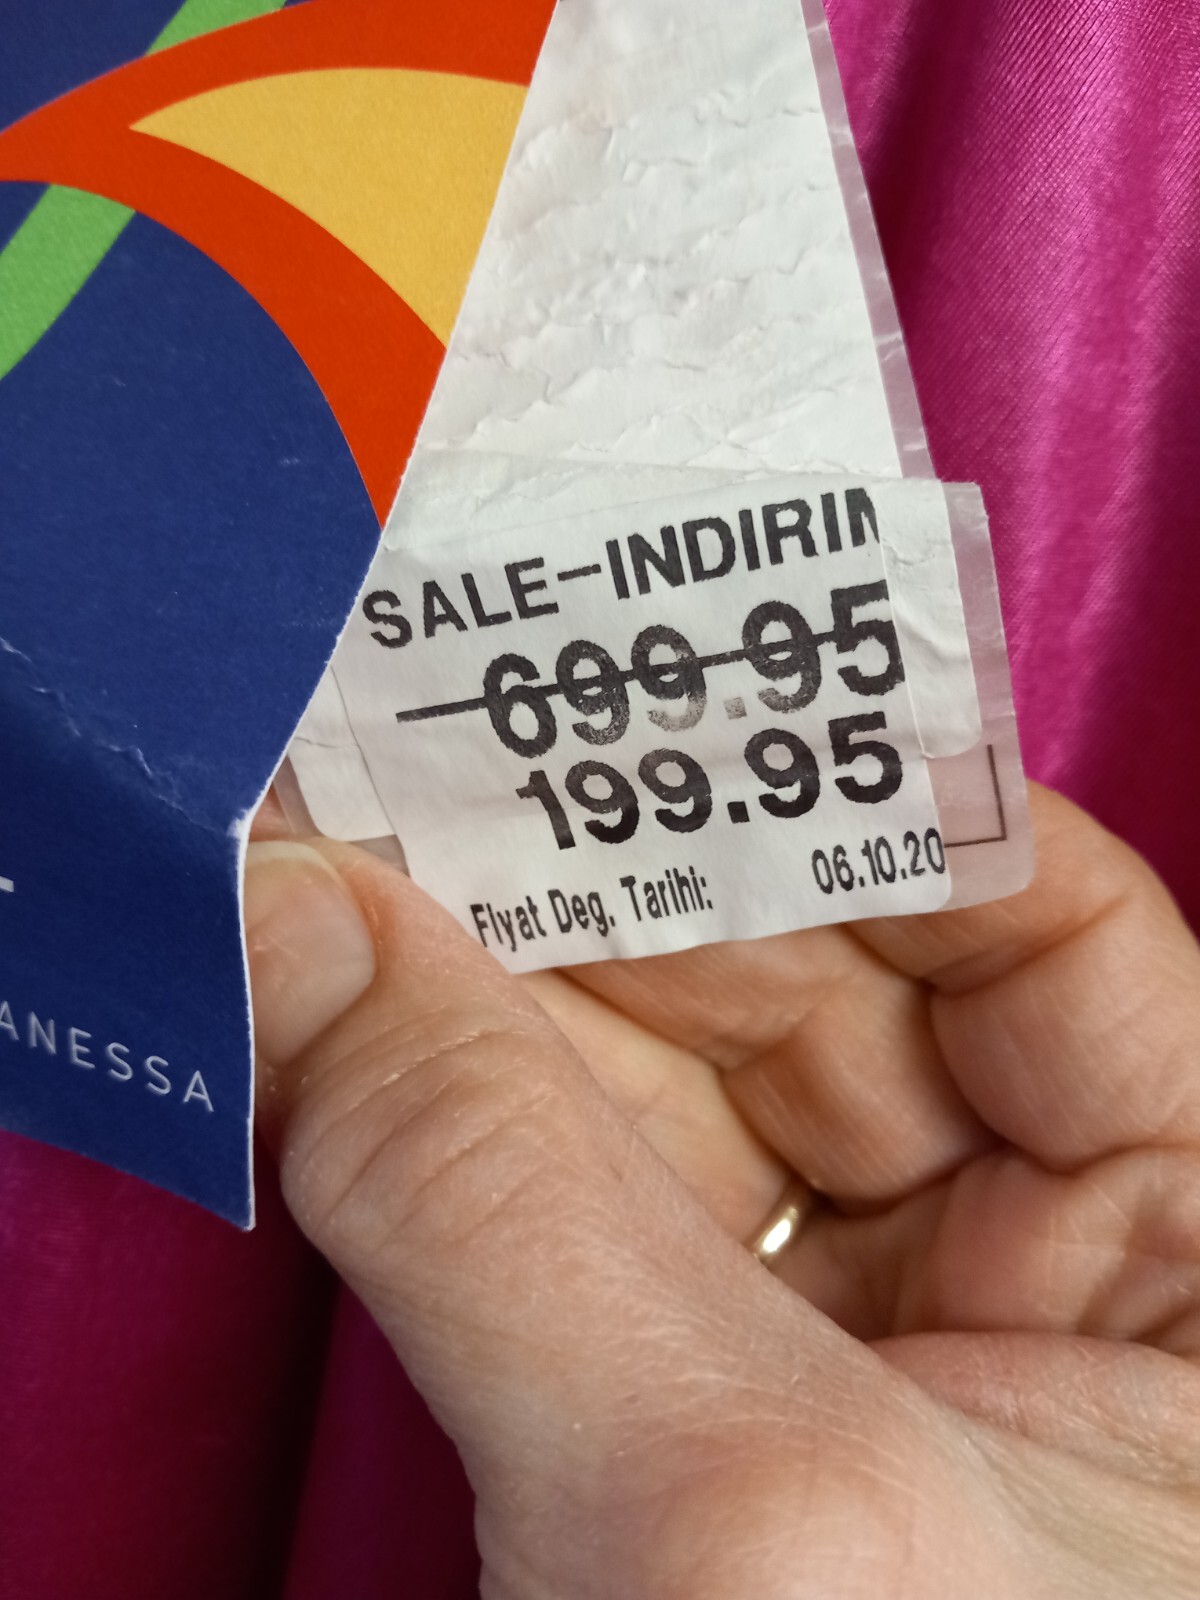 SALE-INDIRIM
699.95
199.95
Fiyat Deg. Tarihi: 06.10.20
ANESSA